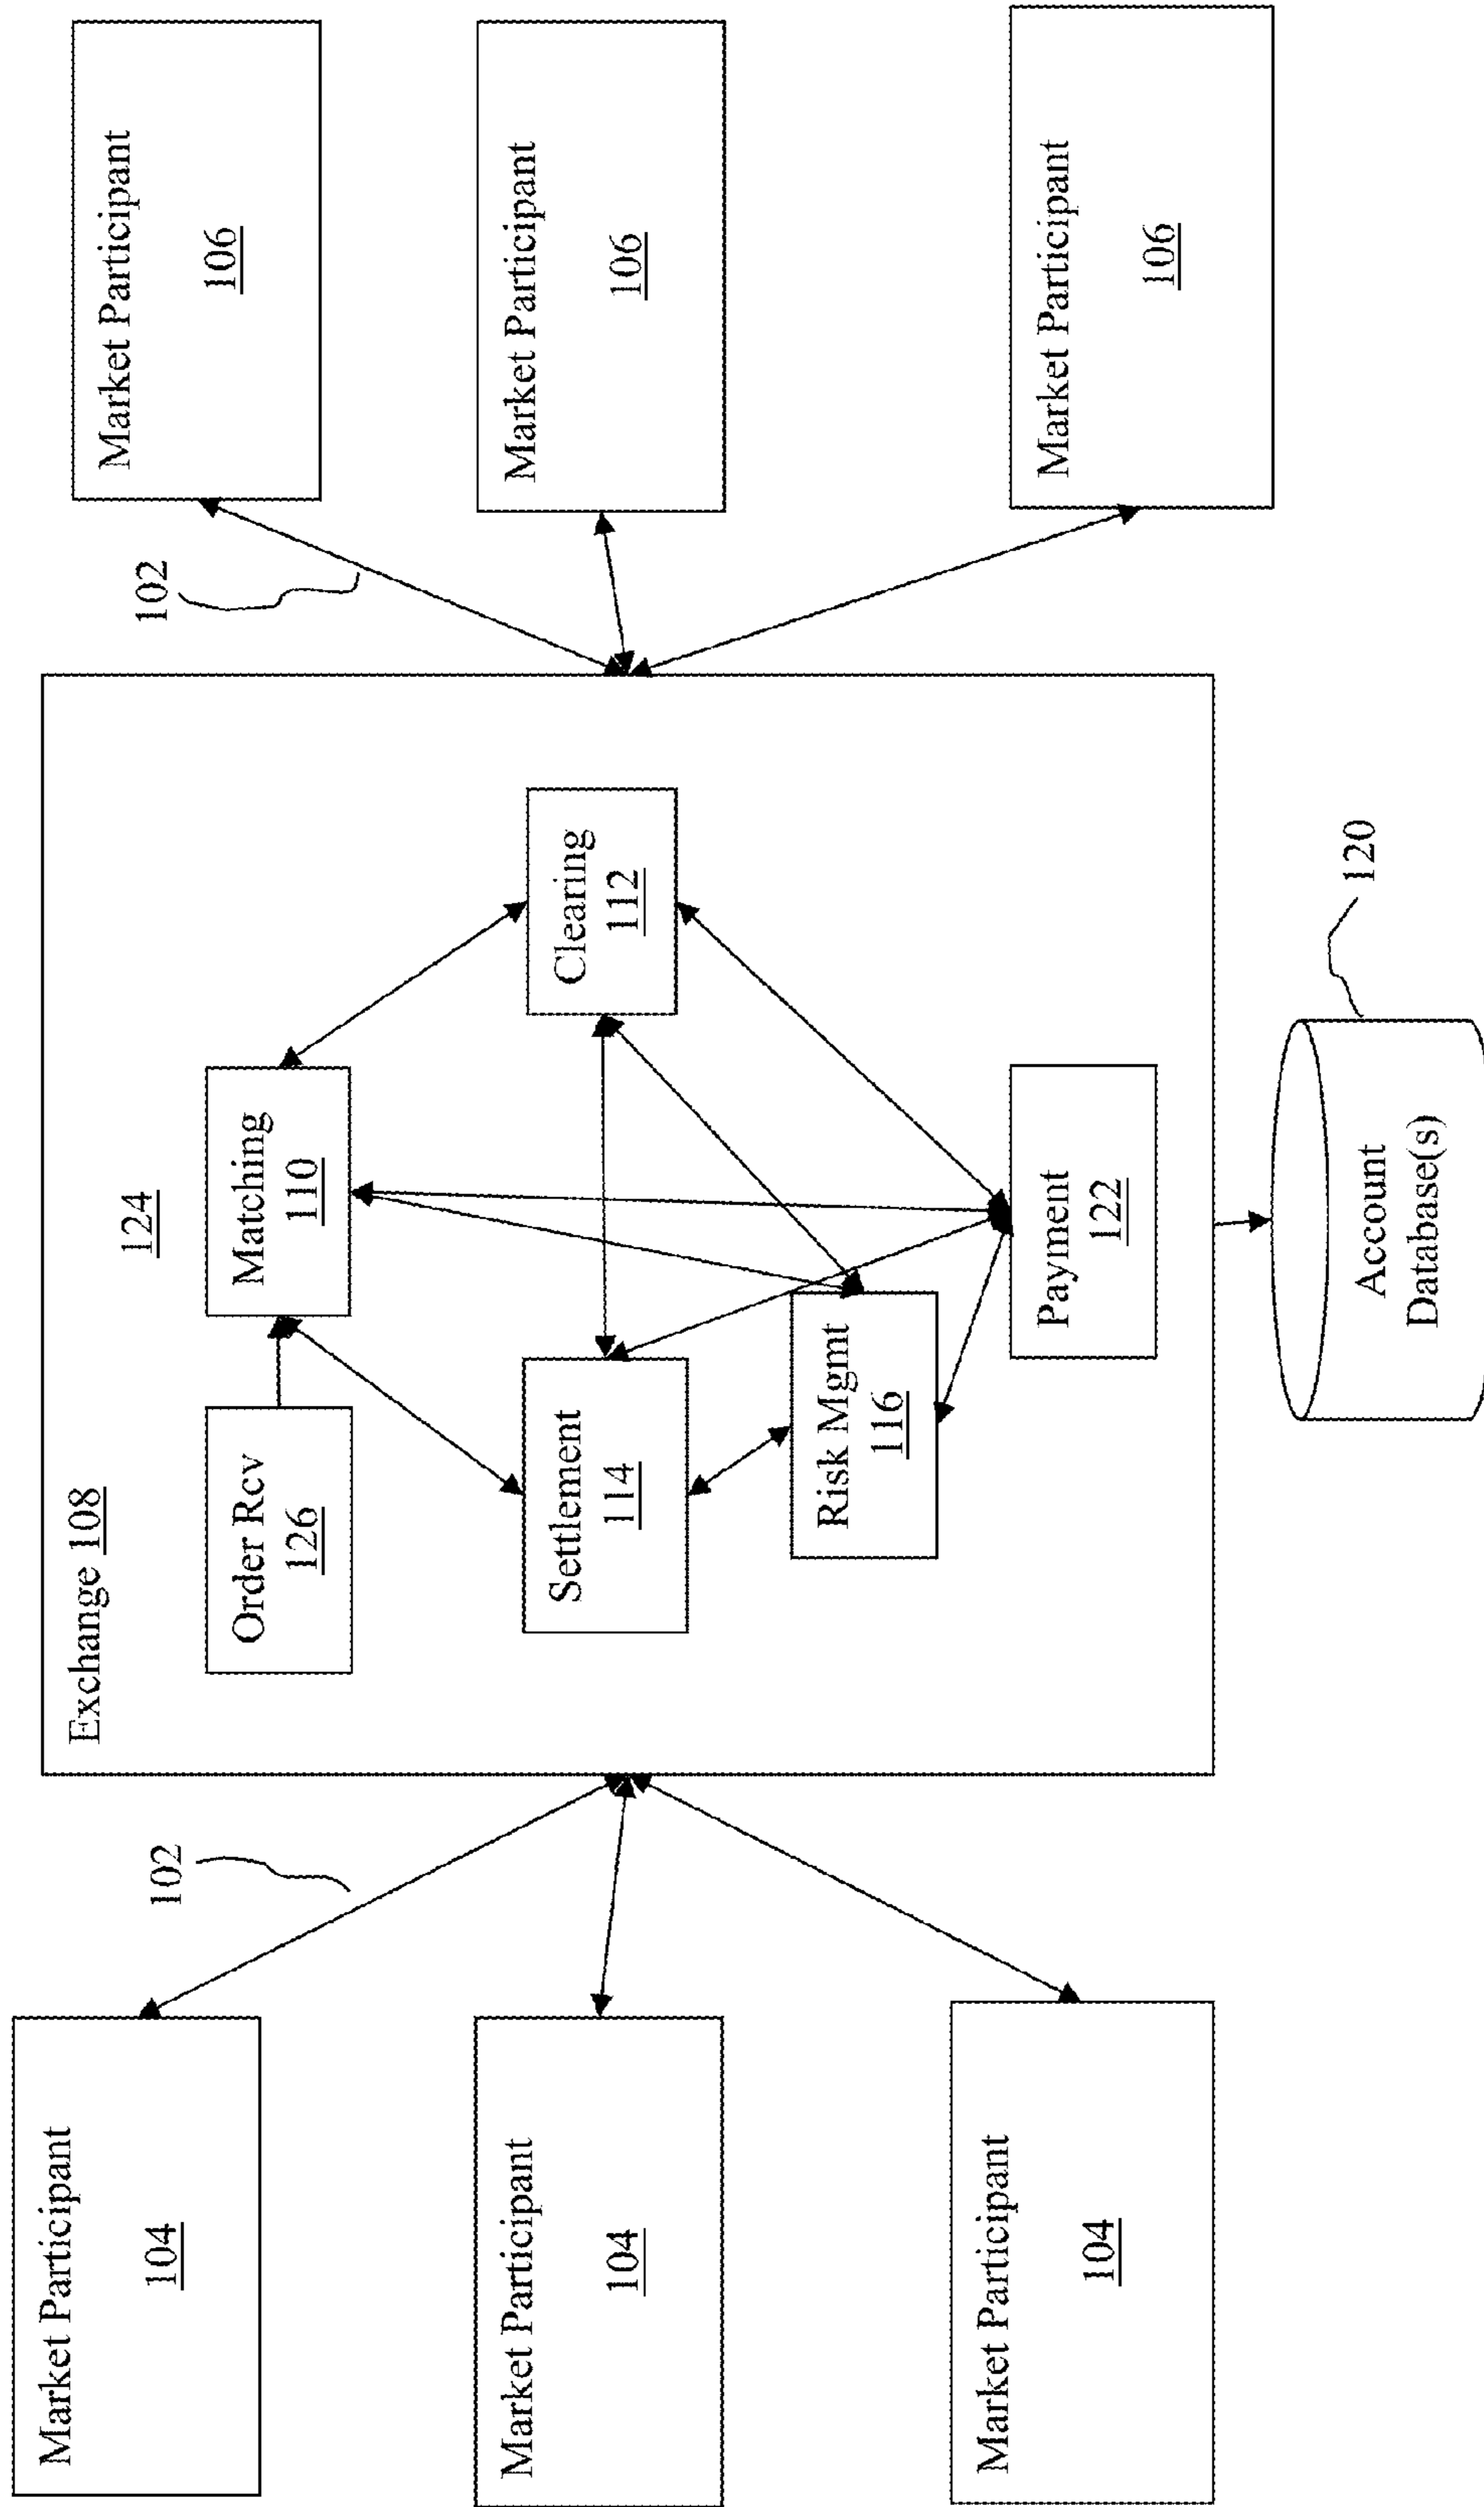 Market Participant
104
Market Participant
104
Market Participant
104
102
Exchange 108
124
Order Rcv
126
Matching
110
Settlement
114
Clearing
112
Risk Mgmt
116
Payment
122
102
Market Participant
106
Market Participant
106
Market Participant
106
Account
Database(s)
120